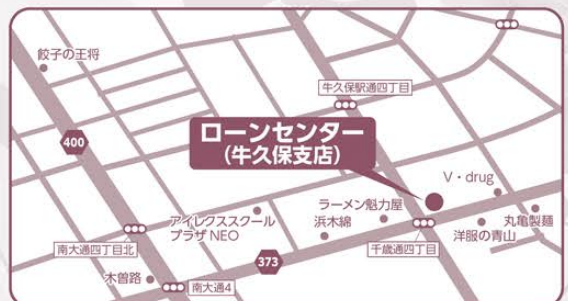 餃子の王将
牛久保駅通四丁目
400
ローンセンター
(牛久保支店)
V・drug
ラーメン魁力屋
アイレクススクール
プラザ NEO
浜木綿
丸亀製麺
洋服の青山
南大通四丁目北
千歳通四丁目
373
木曽路
南大通4